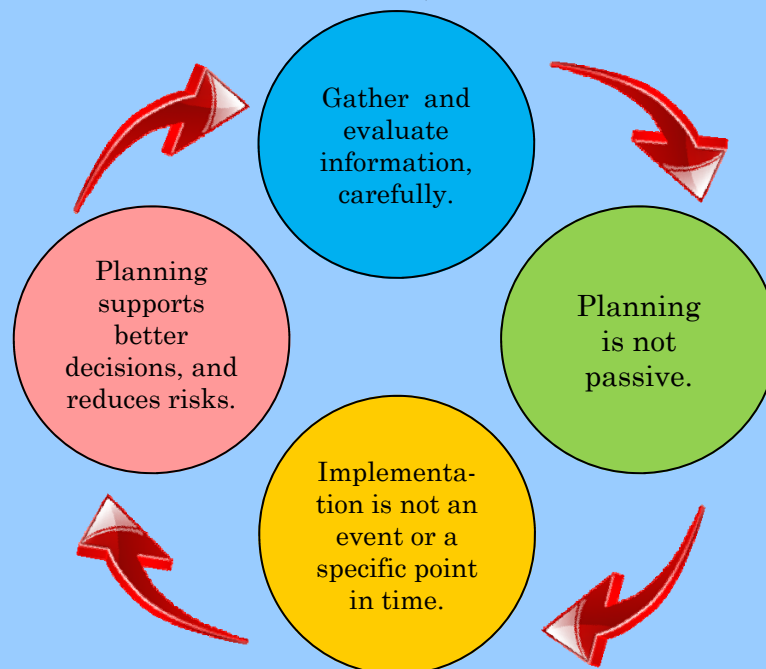 Gather and
evaluate
information,
carefully.
Planning
is not
passive.
Implementa-
tion is not an
event or a
specific point
in time.
Planning
supports
better
decisions, and
reduces risks.